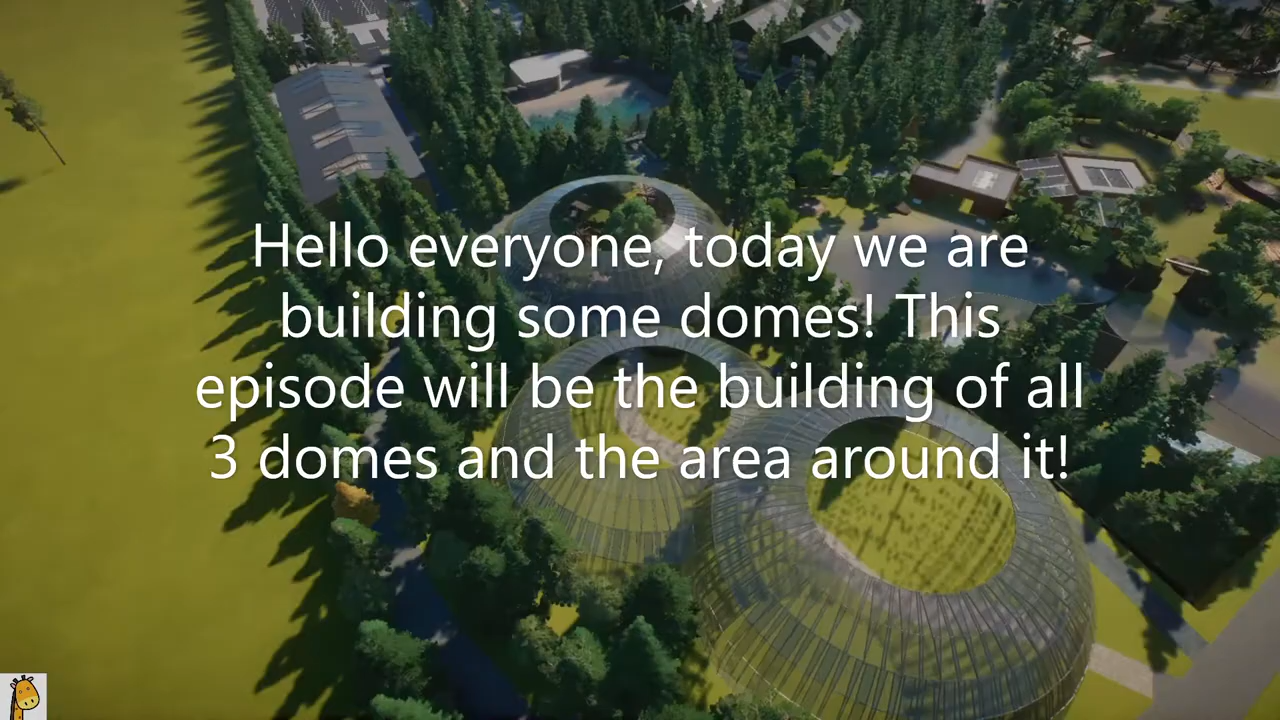 Hello everyone, today we are
building some domes! This
episode will be the building of all
3 domes and the area around it!